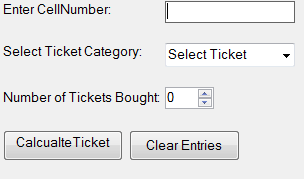 Enter CellNumber:
Select Ticket Category: Select Ticket
Number of Tickets Bought: 0
CalcualteTicket Clear Entries